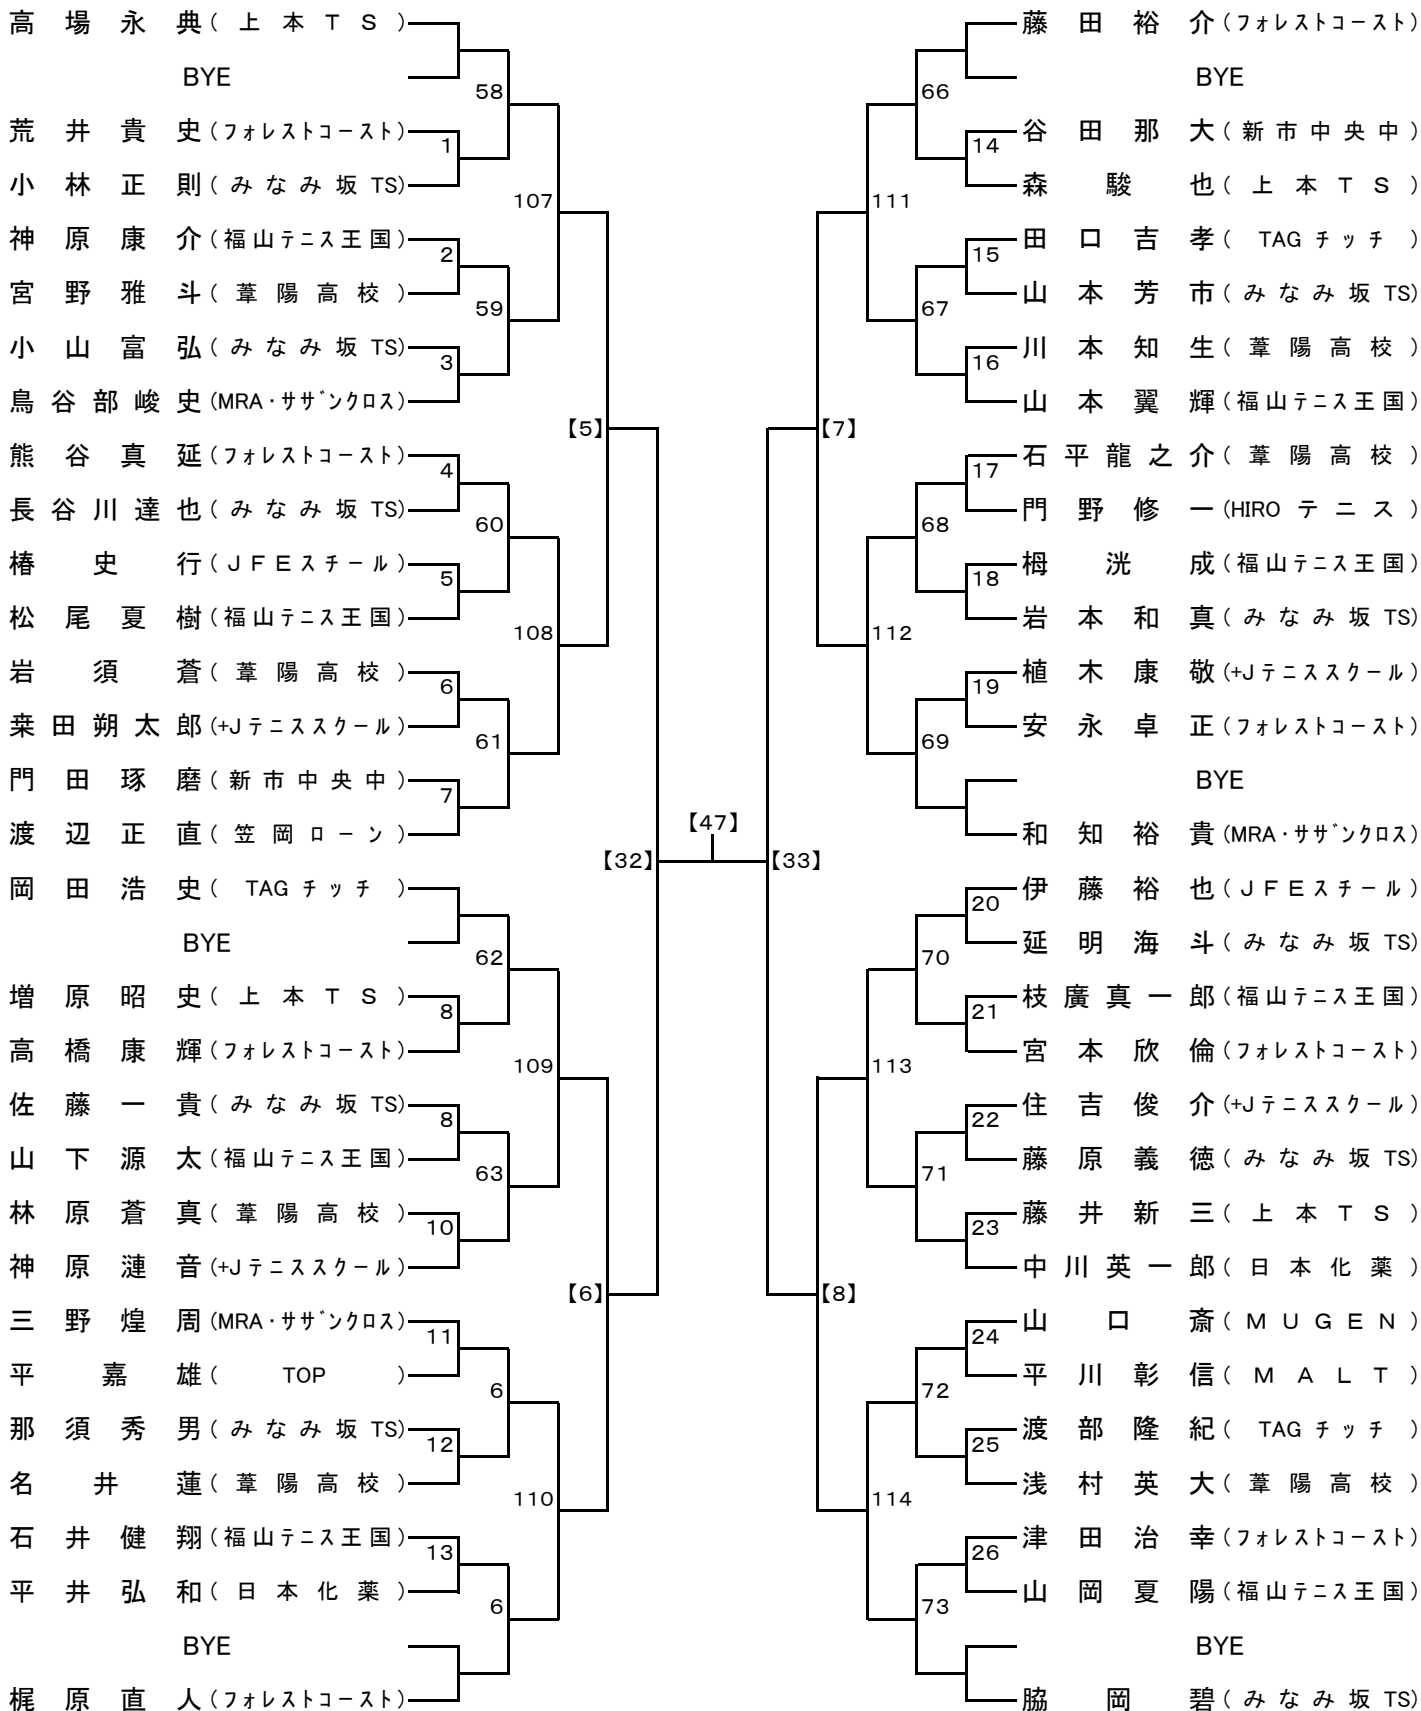 高場永典(上本TS)
BYE
58
荒井貴史(フォレストコースト)
1
小林正則(みなみ坂TS)
107
神原康介(福山テニス王国)
2
宮野雅斗(葦陽高校)
59
小山富弘(みなみ坂TS)
3
鳥谷部峻史(MRA・サザンクロス)
【5】
熊谷真延(フォレストコースト)
4
長谷川達也(みなみ坂TS)
60
椿史行(JFEスチール)
5
松尾夏樹(福山テニス王国)
108
岩須蒼(葦陽高校)
6
桒田朔太郎(+Jテニススクール)
61
門田琢磨(新市中央中)
7
渡辺正直(笠岡ローン)
【32】
岡田浩史(TAGチッチ)
BYE
62
増原昭史(上本TS)
8
高橋康輝(フォレストコースト)
109
佐藤一貴(みなみ坂TS)
8
山下源太(福山テニス王国)
63
林原蒼真(葦陽高校)
10
神原漣音(+Jテニススクール)
【6】
三野煌周(MRA・サザンクロス)
11
平嘉雄(TOP)
6
那須秀男(みなみ坂TS)
12
名井蓮(葦陽高校)
110
石井健翔(福山テニス王国)
13
平井弘和(日本化薬)
6
BYE
梶原直人(フォレストコースト)
【47】
藤田裕介(フォレストコースト)
BYE
66
谷田那大(新市中央中)
14
森駿也(上本TS)
111
田口吉孝(TAGチッチ)
15
山本芳市(みなみ坂TS)
67
川本知生(葦陽高校)
16
山本翼輝(福山テニス王国)
【7】
石平龍之介(葦陽高校)
17
門野修一(HIROテニス)
68
栂洸成(福山テニス王国)
18
岩本和真(みなみ坂TS)
112
植木康敬(+Jテニススクール)
19
安永卓正(フォレストコースト)
69
BYE
和知裕貴(MRA・サザンクロス)
【33】
伊藤裕也(JFEスチール)
20
延明海斗(みなみ坂TS)
70
枝廣真一郎(福山テニス王国)
21
宮本欣倫(フォレストコースト)
113
住吉俊介(+Jテニススクール)
22
藤原義徳(みなみ坂TS)
71
藤井新三(上本TS)
23
中川英一郎(日本化薬)
【8】
山口斎(MUGEN)
24
平川彰信(MALT)
72
渡部隆紀(TAGチッチ)
25
浅村英大(葦陽高校)
114
津田治幸(フォレストコースト)
26
山岡夏陽(福山テニス王国)
73
BYE
脇岡碧(みなみ坂TS)